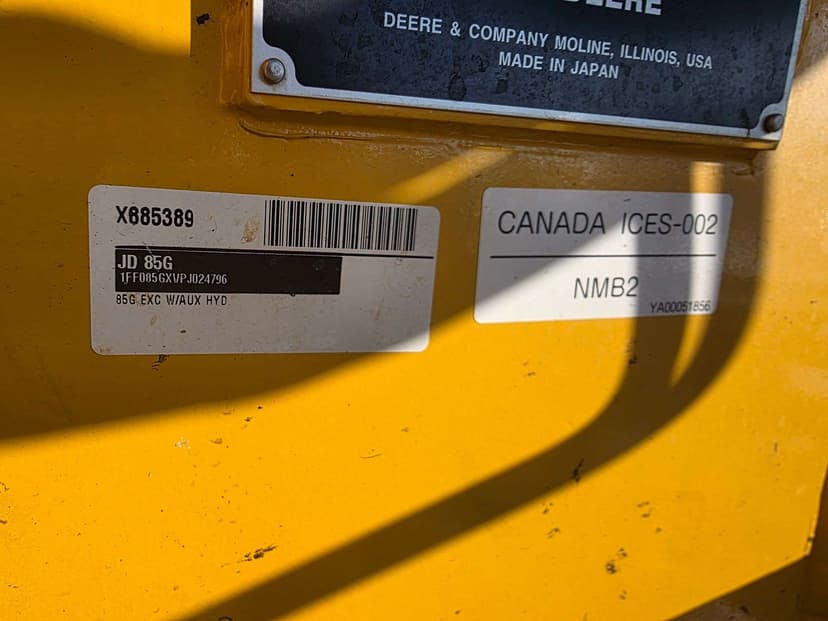 DEERE
DEERE & COMPANY MOLINE, ILLINOIS, USA
MADE IN JAPAN
X685389
JD 85G
1FF085GXVPJ024796
85G EXC W/AUX HYD
CANADA ICES-002
NMB2
YA00051856